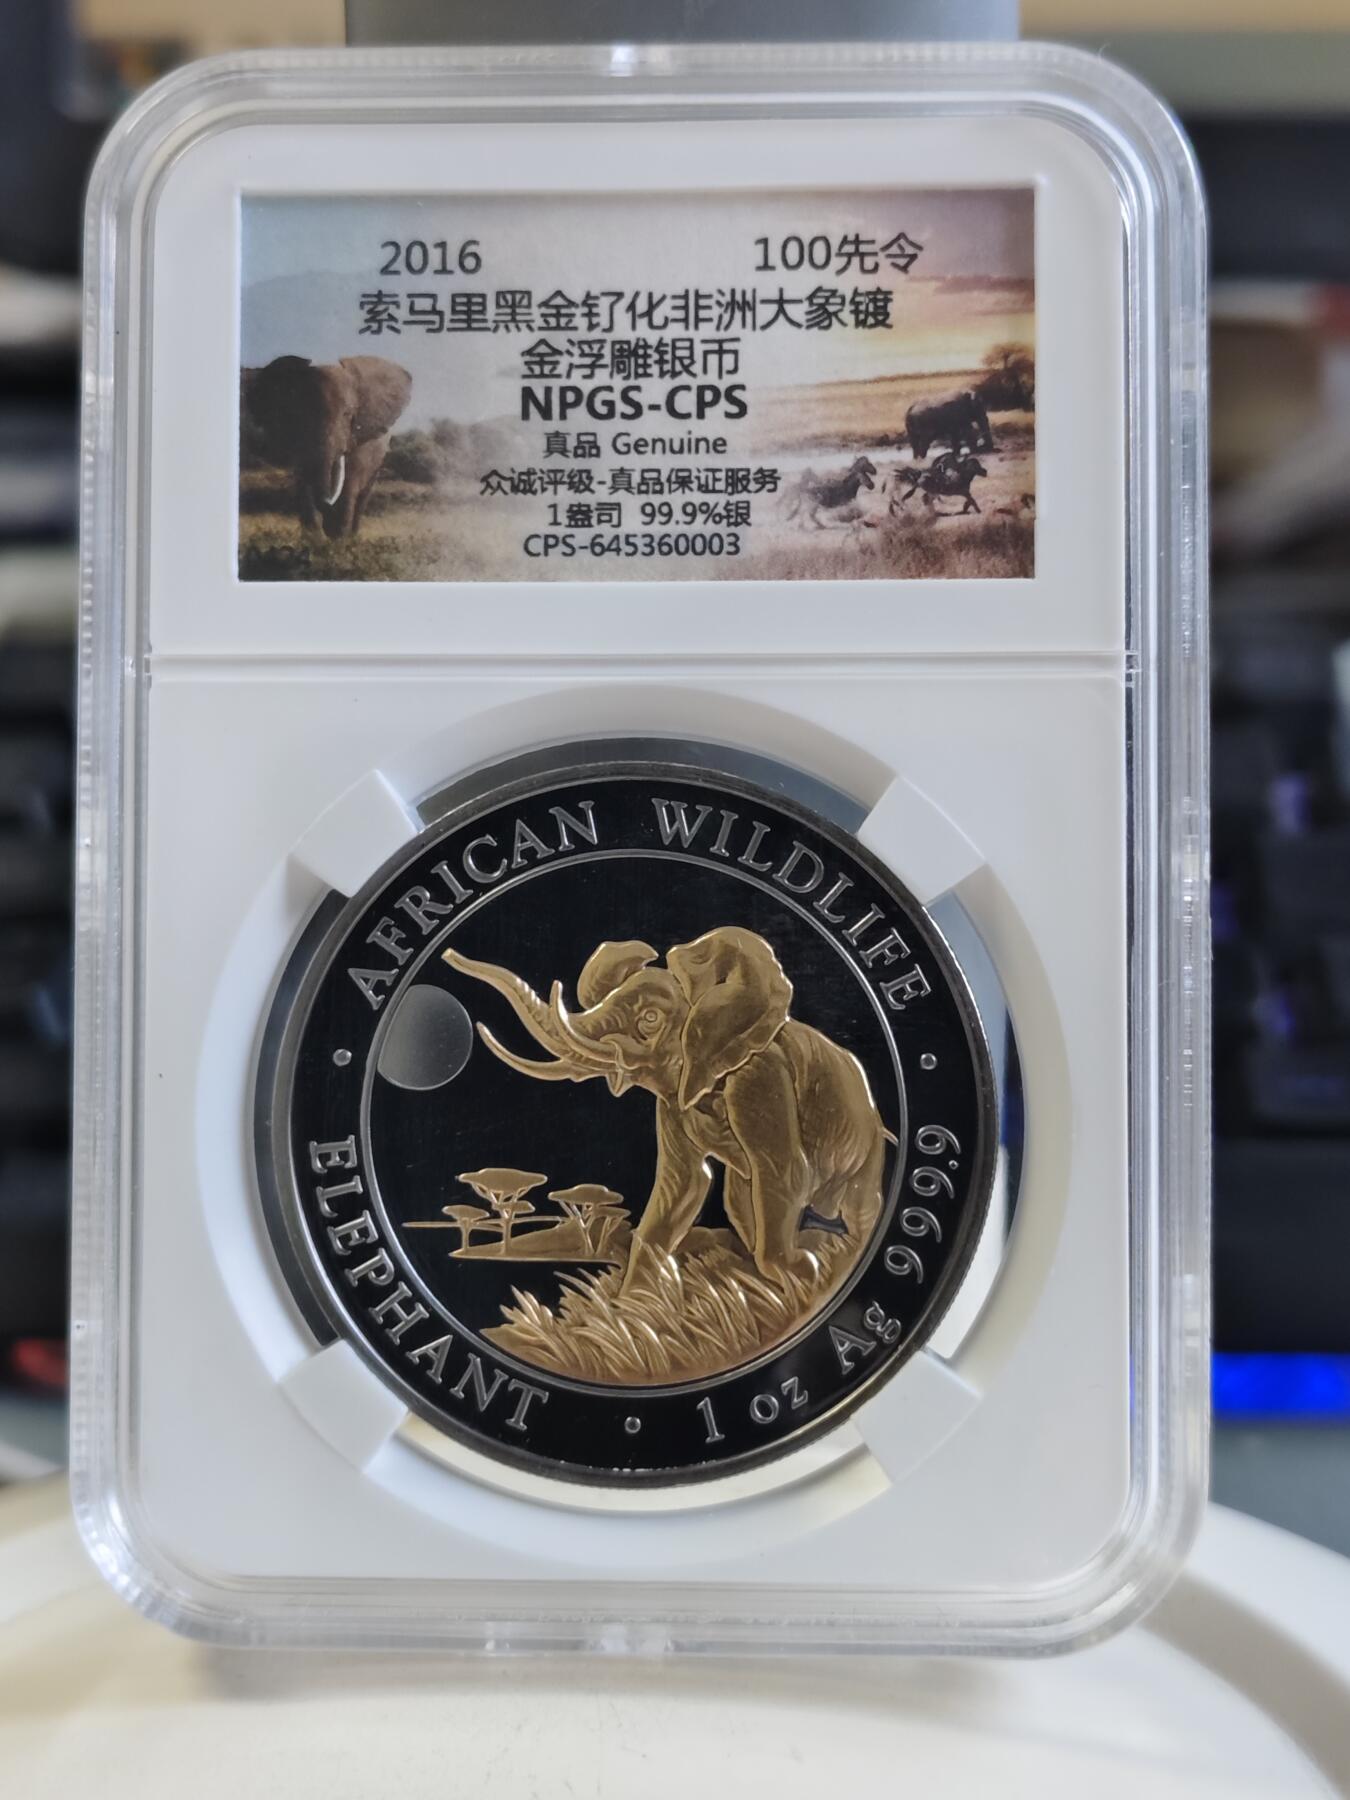 2016 100先令
索马里黑金钌化非洲大象镀
金浮雕银币
NPGS-CPS
真品 Genuine
众诚评级-真品保证服务
1盎司 99.9%银
CPS-645360003
AFRICAN WILDLIFE
ELEPHANT · 1 oz Ag 999.9